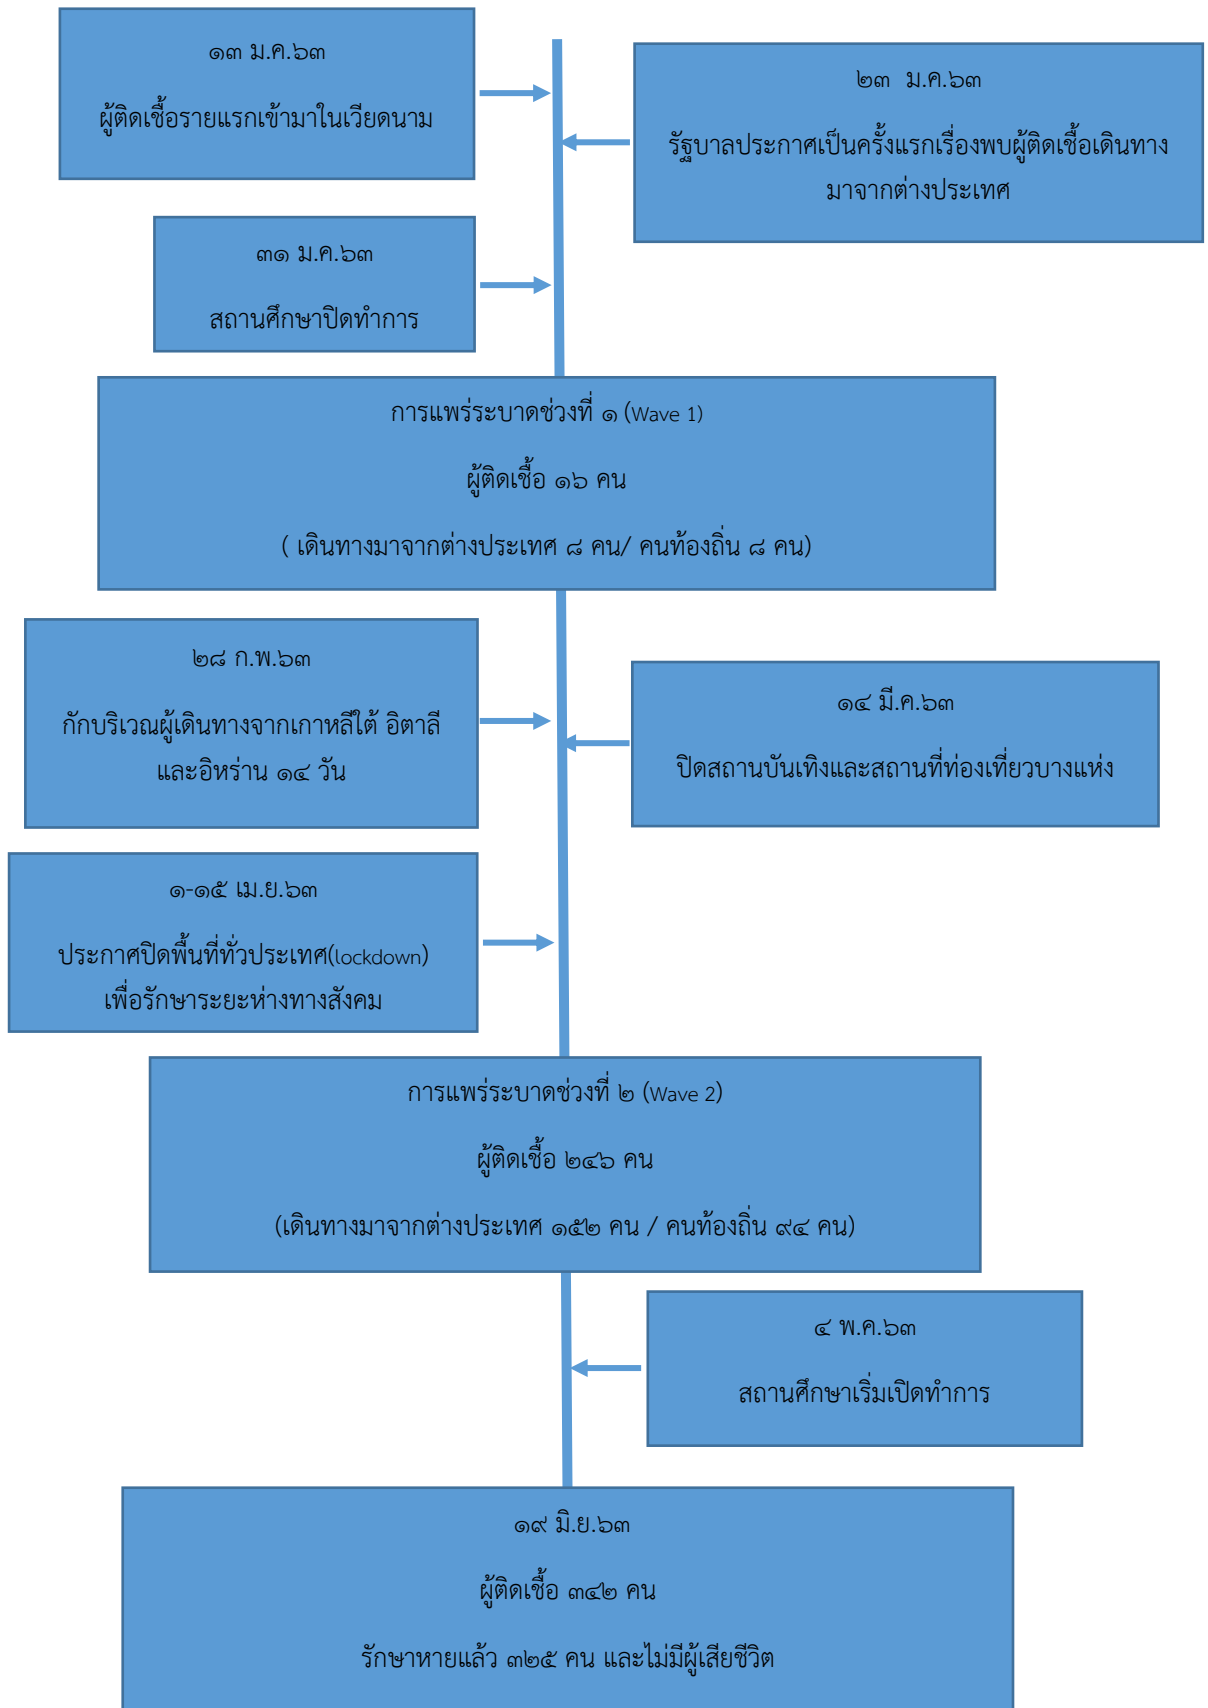 ๑๓ ม.ค.๖๓
ผู้ติดเชื้อรายแรกเข้ามาในเวียดนาม
๒๓ ม.ค.๖๓
รัฐบาลประกาศเป็นครั้งแรกเรื่องพบผู้ติดเชื้อเดินทาง
มาจากต่างประเทศ
๓๑ ม.ค.๖๓
สถานศึกษาปิดทำการ
การแพร่ระบาดช่วงที่ ๑ (Wave 1)
ผู้ติดเชื้อ ๑๖ คน
( เดินทางมาจากต่างประเทศ ๘ คน/ คนท้องถิ่น ๘ คน)
๒๘ ก.พ.๖๓
กักบริเวณผู้เดินทางจากเกาหลีใต้ อิตาลี
และอิหร่าน ๑๔ วัน
๑๔ มี.ค.๖๓
ปิดสถานบันเทิงและสถานที่ท่องเที่ยวบางแห่ง
๑-๑๕ เม.ย.๖๓
ประกาศปิดพื้นที่ทั่วประเทศ(lockdown)
เพื่อรักษาระยะห่างทางสังคม
การแพร่ระบาดช่วงที่ ๒ (Wave 2)
ผู้ติดเชื้อ ๒๔๖ คน
(เดินทางมาจากต่างประเทศ ๑๕๒ คน / คนท้องถิ่น ๙๔ คน)
๔ พ.ค.๖๓
สถานศึกษาเริ่มเปิดทำการ
๑๙ มิ.ย.๖๓
ผู้ติดเชื้อ ๓๔๒ คน
รักษาหายแล้ว ๓๒๕ คน และไม่มีผู้เสียชีวิต